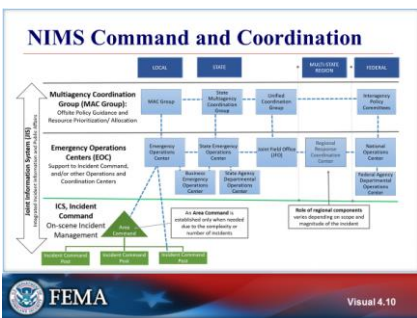 NIMS Command and Coordination
LOCAL
STATE
MULTI-STATE
REGION
FEDERAL
Joint Information System (JIS)
Integrated Incident Information and Public Affairs
Multiagency Coordination
Group (MAC Group):
Offsite Policy Guidance and
Resource Prioritization/ Allocation
MAC Group
State
Multiagency
Coordination
Group
Unified
Coordination
Group
Interagency
Policy
Committees
Emergency Operations
Centers (EOC)
Support to Incident Command,
and/or other Operations and
Coordination Centers
Emergency
Operations
Center
State Emergency
Operations
Center
Joint Field Office
(JFO)
Regional
Response
Coordination
Center
National
Operations
Center
Business
Emergency
Operations
Center
State Agency
Departmental
Operations
Center
Federal Agency
Departmental
Operations
Center
ICS, Incident
Command
On-scene Incident
Management
Area
Command
An Area Command is
established only when needed
due to the complexity or
number of incidents
Role of regional components
varies depending on scope and
magnitude of the incident
Incident Command
Post
Incident Command
Post
Incident Command
Post
FEMA
Visual 4.10